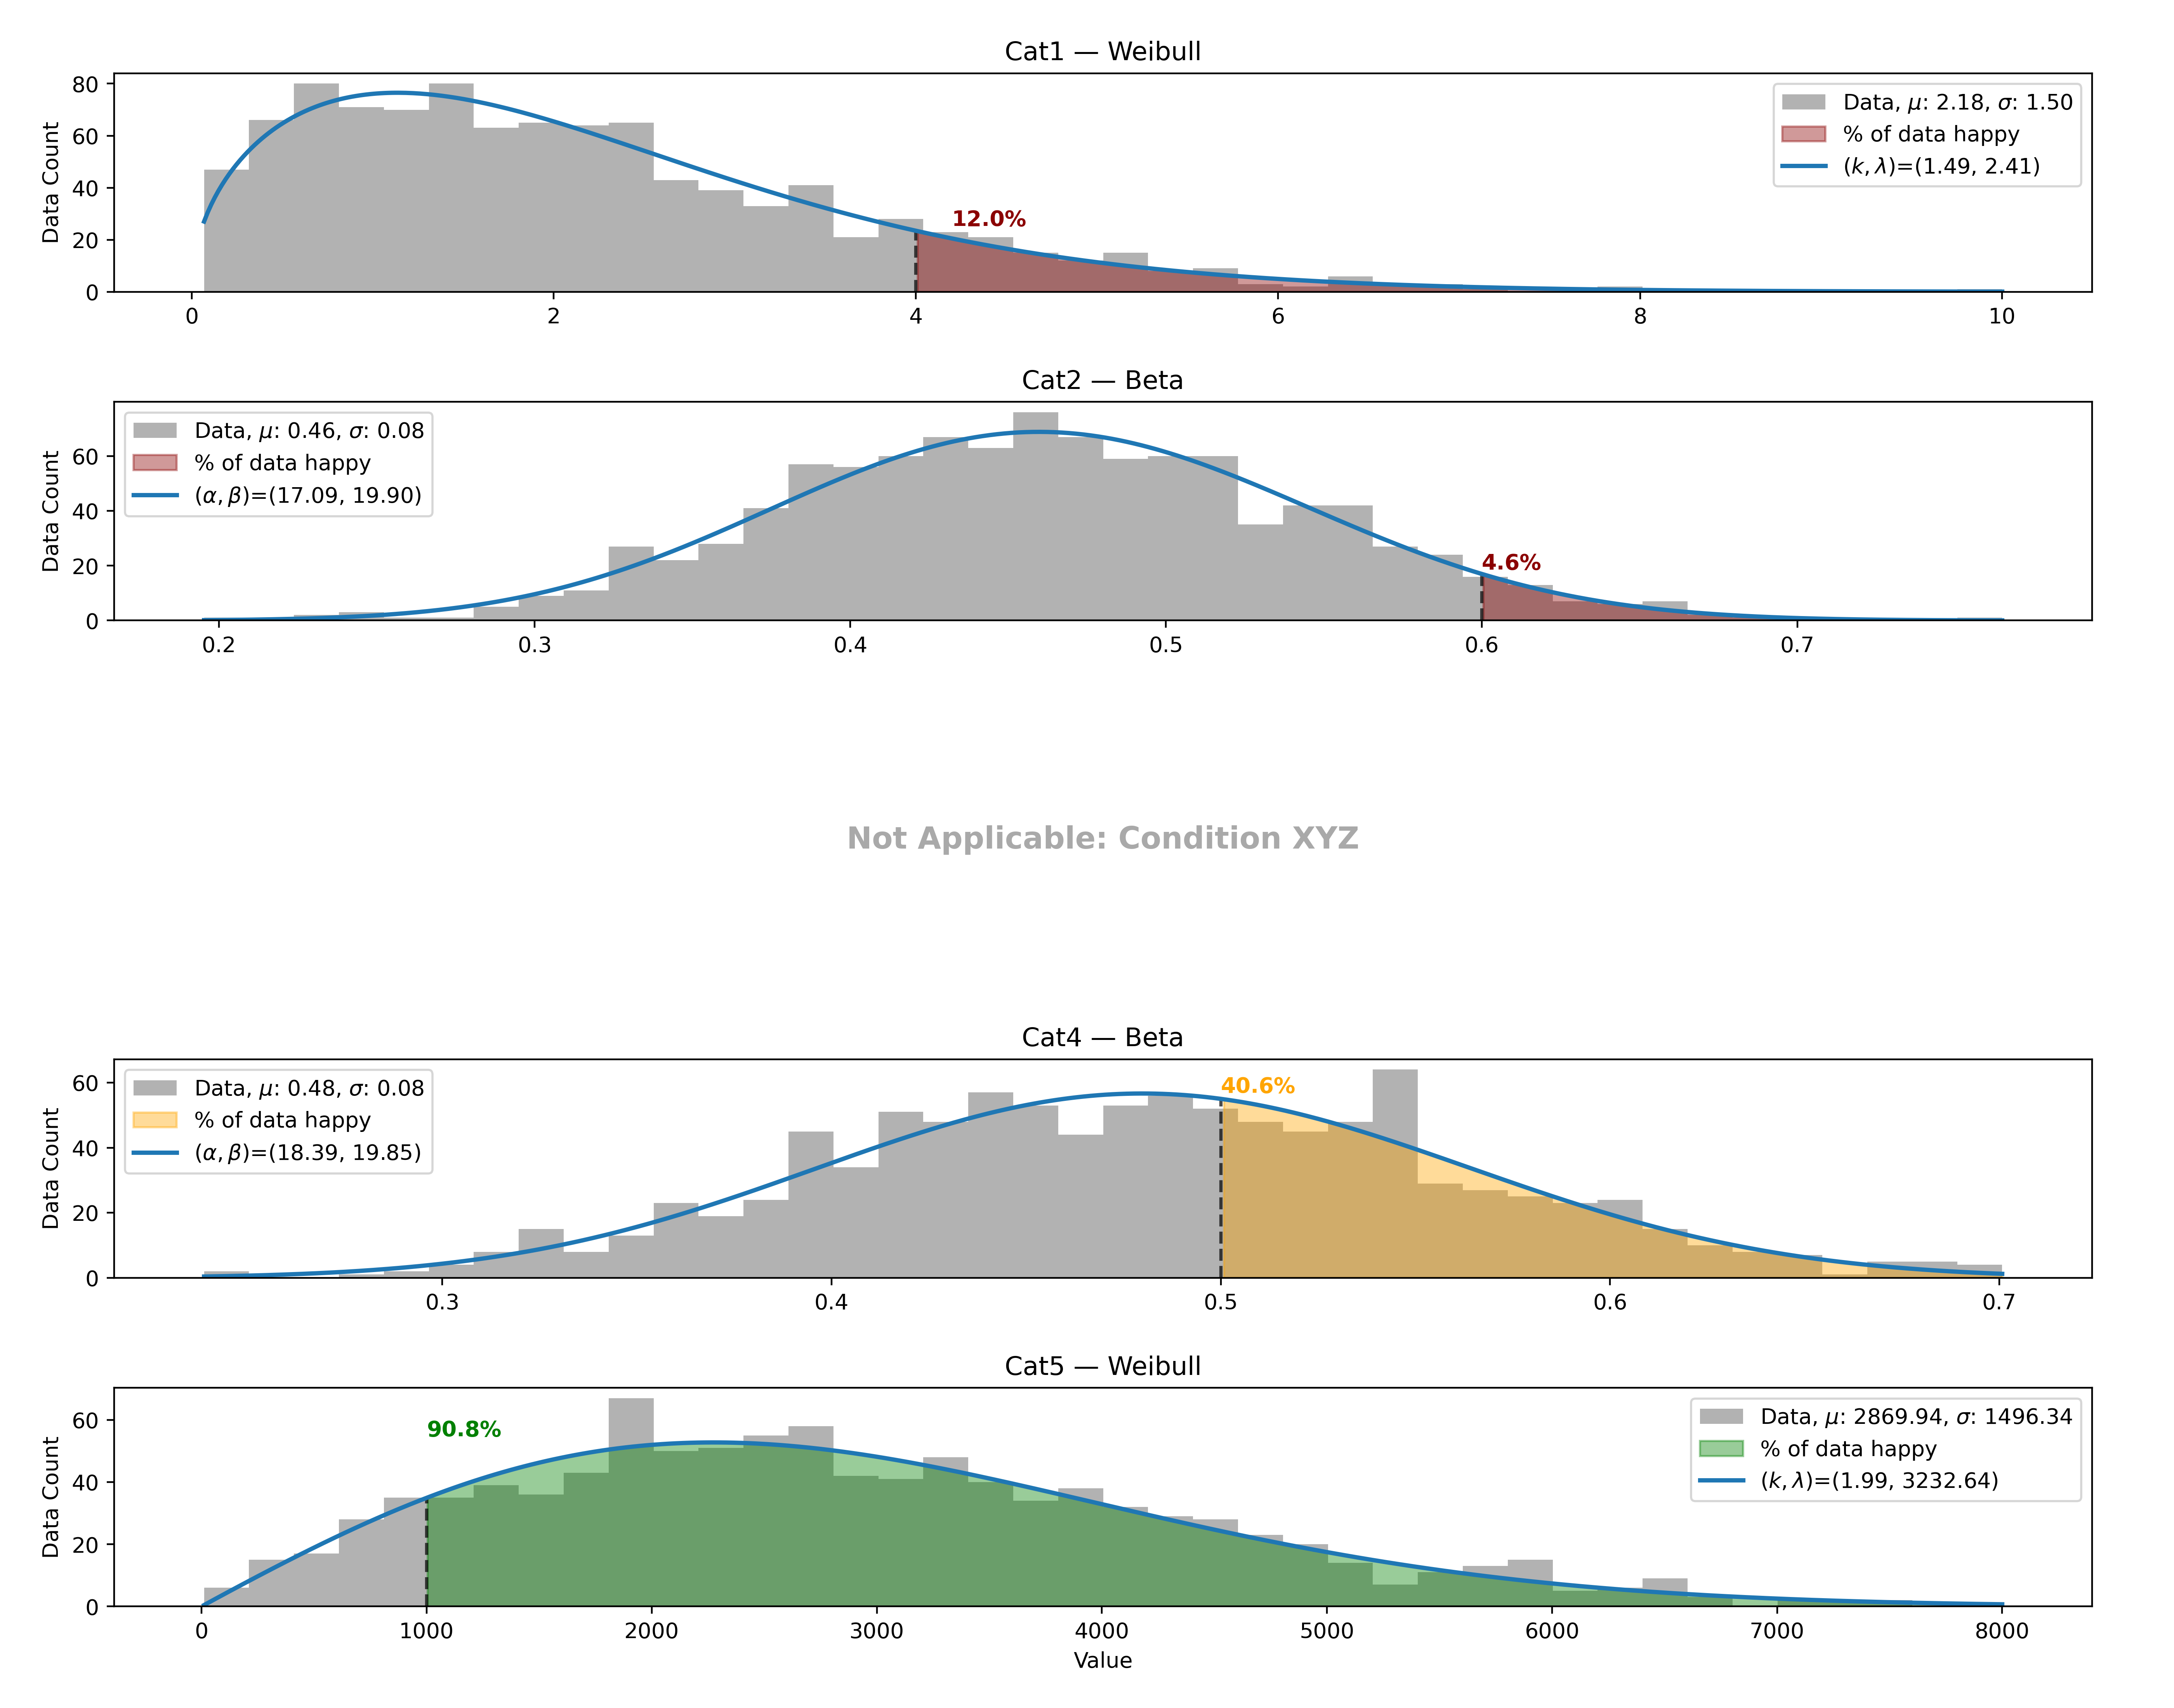 Cat1 — Weibull
Data Count
80
60
40
20
0
0 2 4 6 8 10
12.0%
Data, μ: 2.18, σ: 1.50
% of data happy
(k, λ)=(1.49, 2.41)
Cat2 — Beta
Data Count
60
40
20
0
0.2 0.3 0.4 0.5 0.6 0.7
4.6%
Data, μ: 0.46, σ: 0.08
% of data happy
(α, β)=(17.09, 19.90)
Not Applicable: Condition XYZ
Cat4 — Beta
Data Count
60
40
20
0
0.3 0.4 0.5 0.6 0.7
40.6%
Data, μ: 0.48, σ: 0.08
% of data happy
(α, β)=(18.39, 19.85)
Cat5 — Weibull
Data Count
60
40
20
0
0 1000 2000 3000 4000 5000 6000 7000 8000
90.8%
Data, μ: 2869.94, σ: 1496.34
% of data happy
(k, λ)=(1.99, 3232.64)
Value